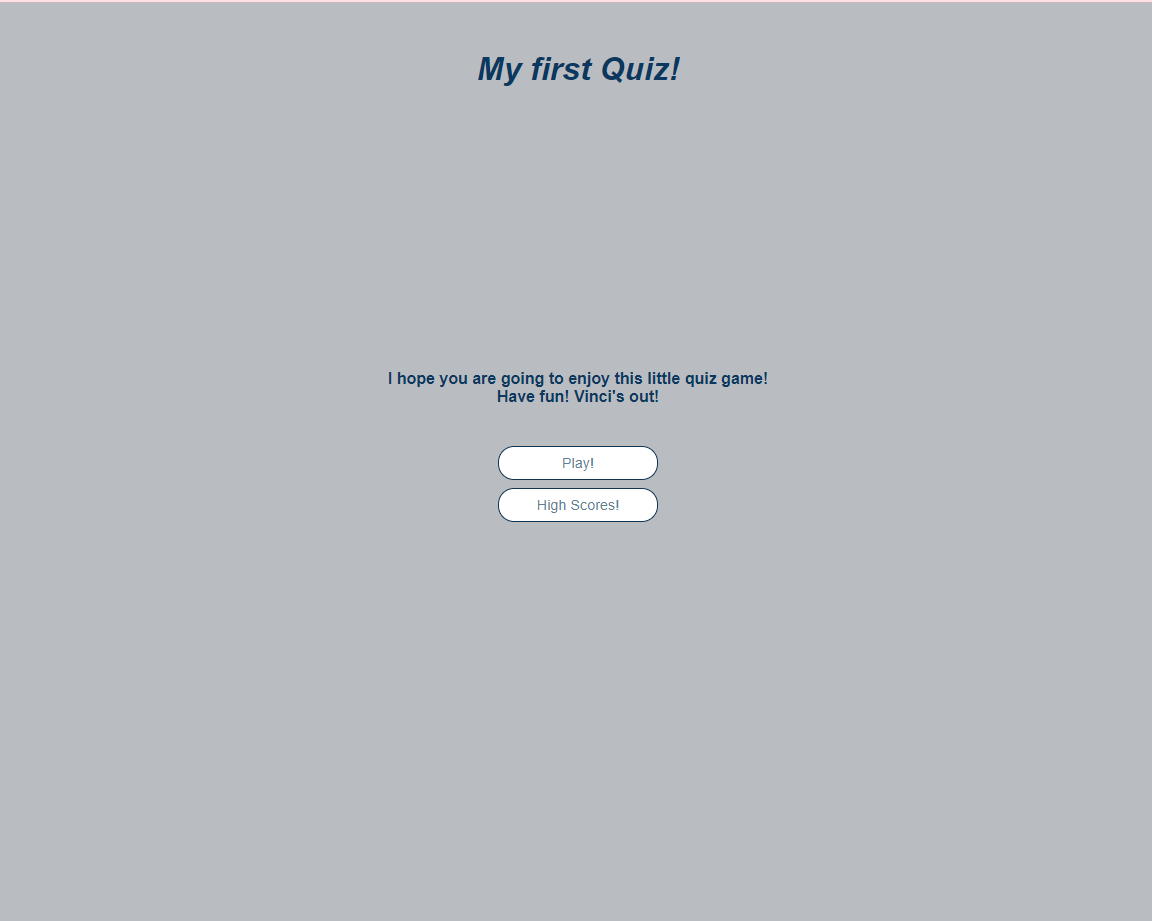 My first Quiz!
I hope you are going to enjoy this little quiz game!
Have fun! Vinci's out!
Play!
High Scores!